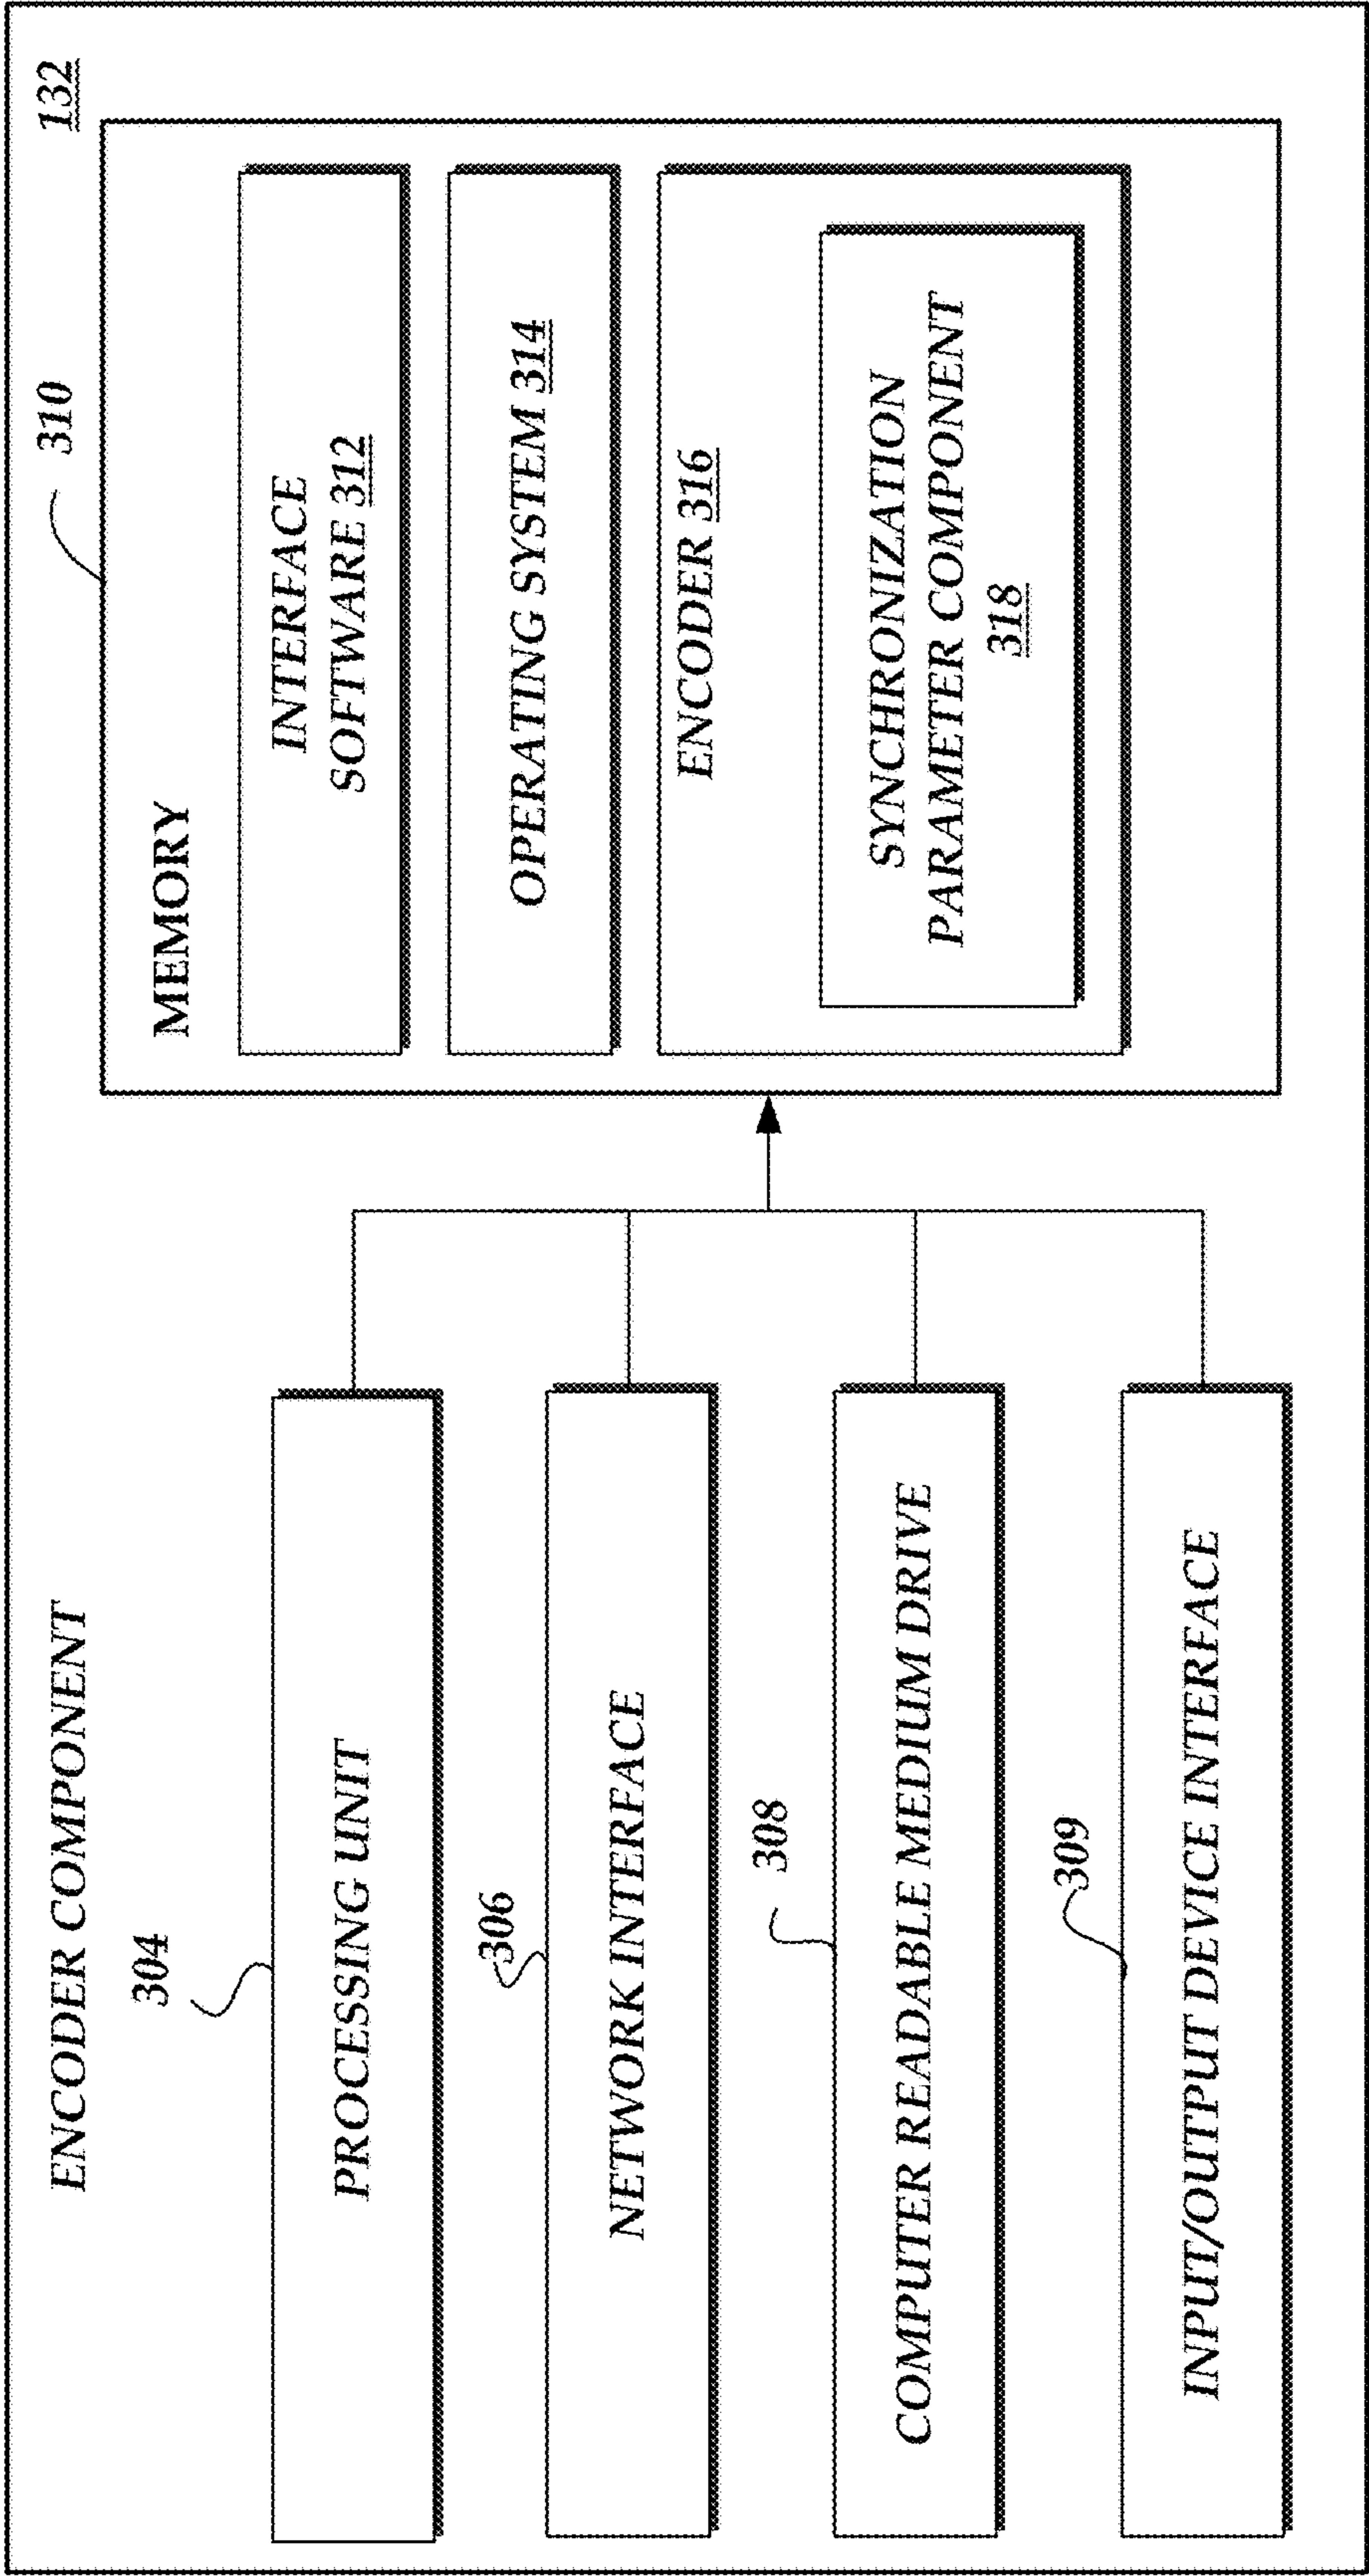 132
ENCODER COMPONENT
304
PROCESSING UNIT
306
NETWORK INTERFACE
308
COMPUTER READABLE MEDIUM DRIVE
309
INPUT/OUTPUT DEVICE INTERFACE
310
MEMORY
INTERFACE
SOFTWARE 312
OPERATING SYSTEM 314
ENCODER 316
SYNCHRONIZATION
PARAMETER COMPONENT
318